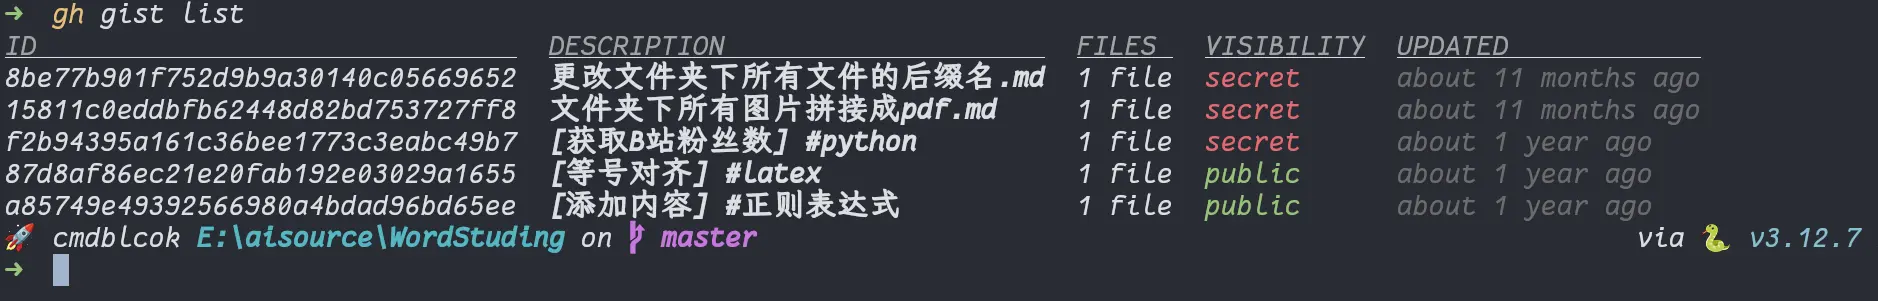 ➜ gh gist list
ID DESCRIPTION FILES VISIBILITY UPDATED
8be77b901f752d9b9a30140c05669652 更改文件夹下所有文件的后缀名.md 1 file secret about 11 months ago
15811c0eddbfb62448d82bd753727ff8 文件夹下所有图片拼接成pdf.md 1 file secret about 11 months ago
f2b94395a161c36bee1773c3eabc49b7 [获取B站粉丝数] #python 1 file secret about 1 year ago
87d8af86ec21e20fab192e03029a1655 [等号对齐] #latex 1 file public about 1 year ago
a85749e49392566980a4bdad96bd65ee [添加内容] #正则表达式 1 file public about 1 year ago
🚀 cmdblcok E:\aisource\WordStuding on master via 🐍 v3.12.7
➜